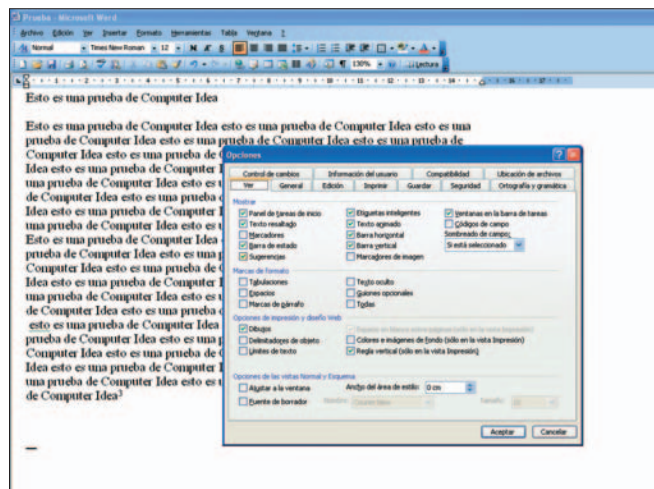 Prueba - Microsoft Word
Archivo Edición Ver Insertar Formato Herramientas Tabla Ventana ?
Normal Times New Roman 12 N K S
130% Lectura
Esto es una prueba de Computer Idea
Esto es una prueba de Computer Idea esto es una prueba de Computer Idea esto es una
prueba de Computer Idea esto es una prueba de Computer Idea esto es una prueba de
Computer Idea esto es una prueba de
Idea esto es una prueba de Computer I
una prueba de Computer Idea esto es u
de Computer Idea esto es una prueba d
Idea esto es una prueba de Computer I
una prueba de Computer Idea esto es u
Esto es una prueba de Computer Idea
prueba de Computer Idea esto es una p
Computer Idea esto es una prueba de
Idea esto es una prueba de Computer I
una prueba de Computer Idea esto es u
de Computer Idea esto es una prueba d
esto es una prueba de Computer Idea
prueba de Computer Idea esto es una p
Computer Idea esto es una prueba de
Idea esto es una prueba de Computer I
una prueba de Computer Idea esto es u
de Computer Idea³
Opciones
Control de cambios Información del usuario Compatibilidad Ubicación de archivos
Ver General Edición Imprimir Guardar Seguridad Ortografía y gramática
Mostrar
Panel de tareas de inicio Etiquetas inteligentes Ventanas en la barra de tareas
Texto resaltado Texto animado Códigos de campo
Marcadores Barra horizontal Sombreado de campo:
Barra de estado Barra vertical Si está seleccionado
Sugerencias Marcadores de imagen
Marcas de formato
Tabulaciones Texto oculto
Espacios Guiones opcionales
Marcas de párrafo Todas
Opciones de impresión y diseño Web
Dibujos Espacio en blanco entre páginas (sólo en la vista Impresión)
Delimitadores de objeto Colores e imágenes de fondo (sólo en la vista Impresión)
Límites de texto Regla vertical (sólo en la vista Impresión)
Opciones de las vistas Normal y Esquema
Ajustar a la ventana Ancho del área de estilo: 0 cm
Fuente de borrador Nombre: Courier New Tamaño: 10
Aceptar Cancelar